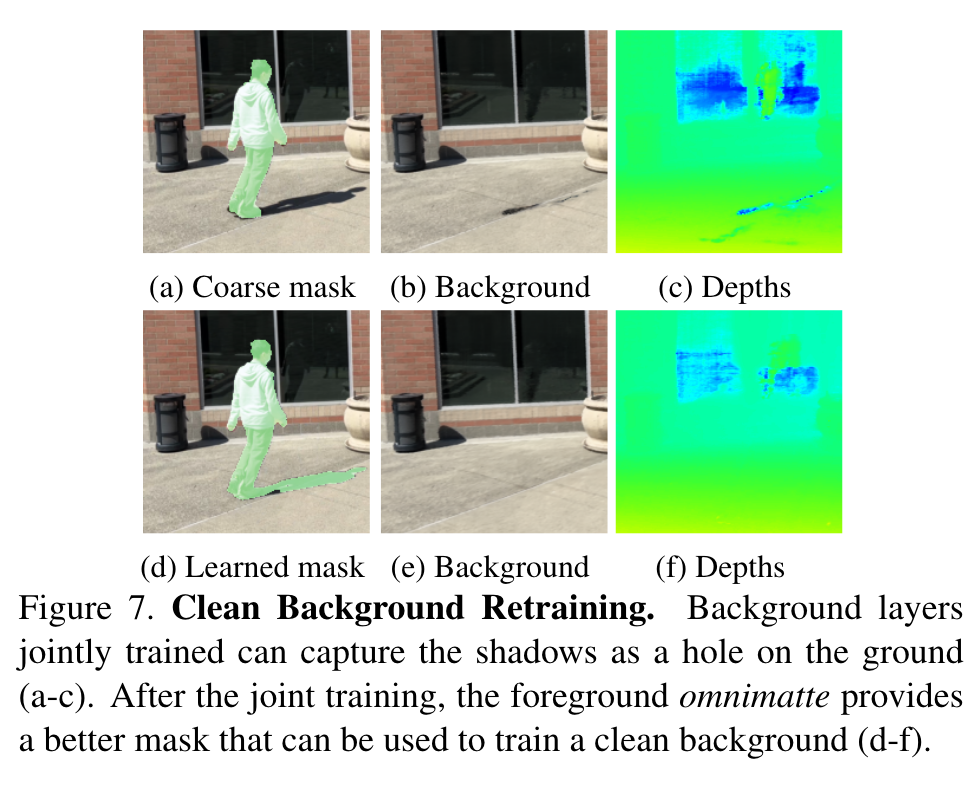 (a) Coarse mask (b) Background (c) Depths
(d) Learned mask (e) Background (f) Depths
Figure 7. Clean Background Retraining. Background layers
jointly trained can capture the shadows as a hole on the ground
(a-c). After the joint training, the foreground omnimatte provides
a better mask that can be used to train a clean background (d-f).